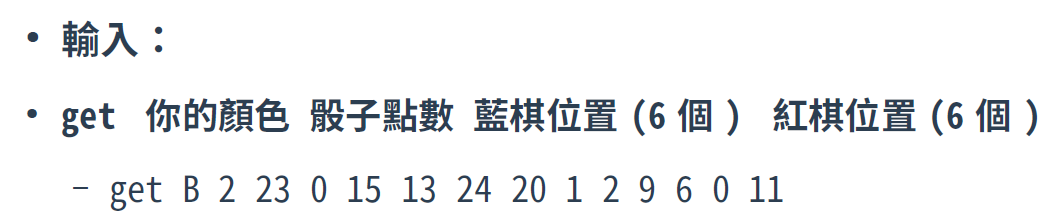 • 輸入：
• get 你的顏色 骰子點數 藍棋位置 (6 個 ) 紅棋位置 (6 個 )
– get B 2 23 0 15 13 24 20 1 2 9 6 0 11